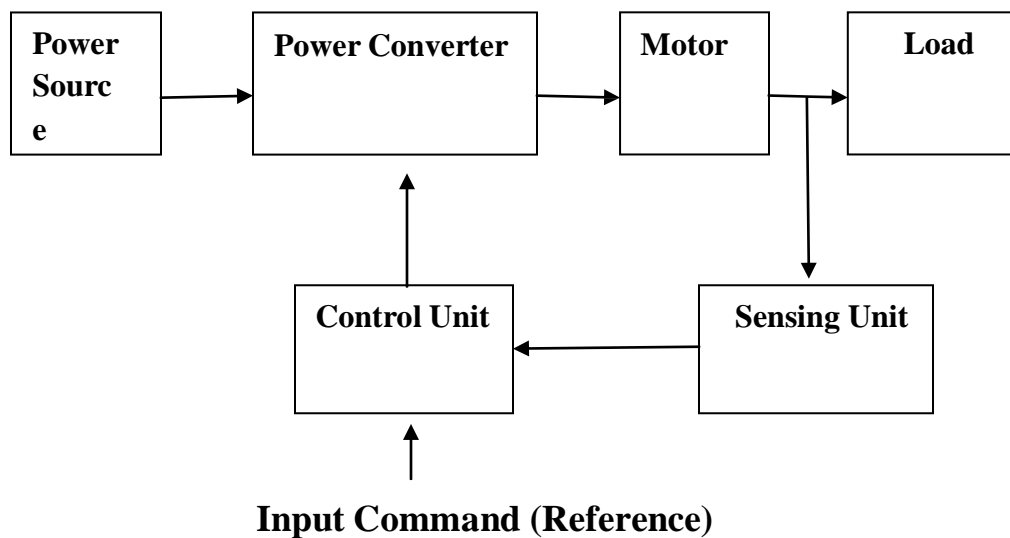 Power
Sourc
e
Power Converter
Motor
Load
Control Unit
Sensing Unit
Input Command (Reference)